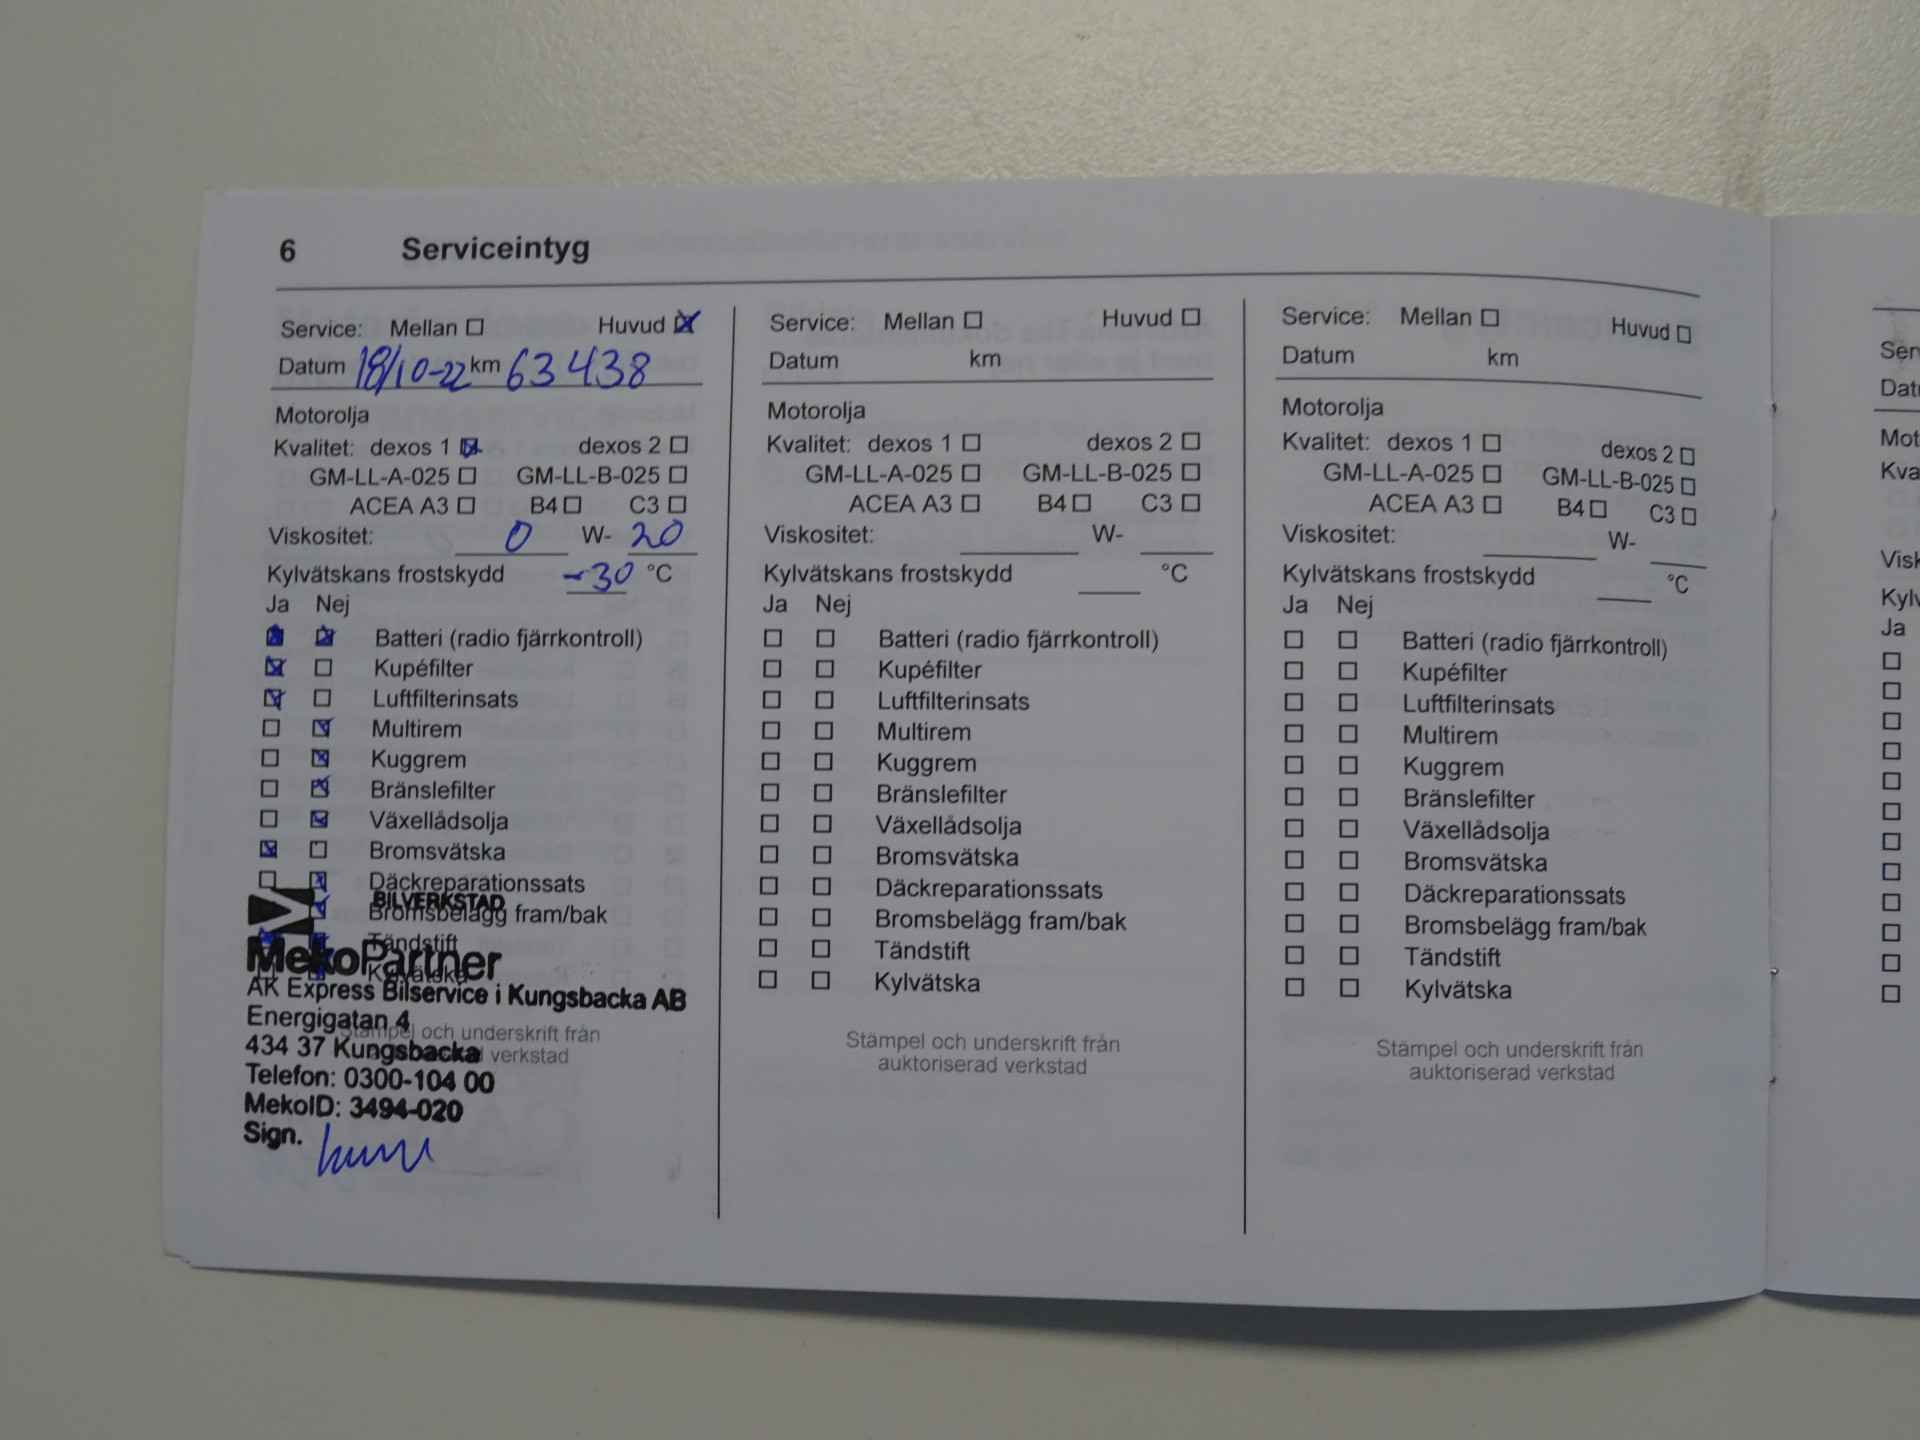 6 Serviceintyg
Service: Mellan ☐ Huvud ☒
Datum 18/10-22 km 63438
Motorolja
Kvalitet: dexos 1 ☒ dexos 2 ☐
GM-LL-A-025 ☐ GM-LL-B-025 ☐
ACEA A3 ☐ B4 ☐ C3 ☐
Viskositet: 0 W- 20
Kylvätskans frostskydd -30 °C
Ja Nej
Batteri (radio fjärrkontroll)
Kupéfilter
Luftfilterinsats
Multirem
Kuggrem
Bränslefilter
Växellådsolja
Bromsvätska
Däckreparationssats
BILVERKSTAD
Bromsbelägg fram/bak
Tändstift
MekoPartner
Kylvätska
AK Express Bilservice i Kungsbacka AB
Energigatan 4
Stämpel och underskrift från
434 37 Kungsbacka
verkstad
Telefon: 0300-104 00
MekoID: 3494-020
Sign.
Service: Mellan ☐ Huvud ☐
Datum km
Motorolja
Kvalitet: dexos 1 ☐ dexos 2 ☐
GM-LL-A-025 ☐ GM-LL-B-025 ☐
ACEA A3 ☐ B4 ☐ C3 ☐
Viskositet: W-
Kylvätskans frostskydd °C
Ja Nej
☐ ☐ Batteri (radio fjärrkontroll)
☐ ☐ Kupéfilter
☐ ☐ Luftfilterinsats
☐ ☐ Multirem
☐ ☐ Kuggrem
☐ ☐ Bränslefilter
☐ ☐ Växellådsolja
☐ ☐ Bromsvätska
☐ ☐ Däckreparationssats
☐ ☐ Bromsbelägg fram/bak
☐ ☐ Tändstift
☐ ☐ Kylvätska
Stämpel och underskrift från
auktoriserad verkstad
Service: Mellan ☐ Huvud ☐
Datum km
Motorolja
Kvalitet: dexos 1 ☐ dexos 2 ☐
GM-LL-A-025 ☐ GM-LL-B-025 ☐
ACEA A3 ☐ B4 ☐ C3 ☐
Viskositet: W-
Kylvätskans frostskydd °C
Ja Nej
☐ ☐ Batteri (radio fjärrkontroll)
☐ ☐ Kupéfilter
☐ ☐ Luftfilterinsats
☐ ☐ Multirem
☐ ☐ Kuggrem
☐ ☐ Bränslefilter
☐ ☐ Växellådsolja
☐ ☐ Bromsvätska
☐ ☐ Däckreparationssats
☐ ☐ Bromsbelägg fram/bak
☐ ☐ Tändstift
☐ ☐ Kylvätska
Stämpel och underskrift från
auktoriserad verkstad
Ja